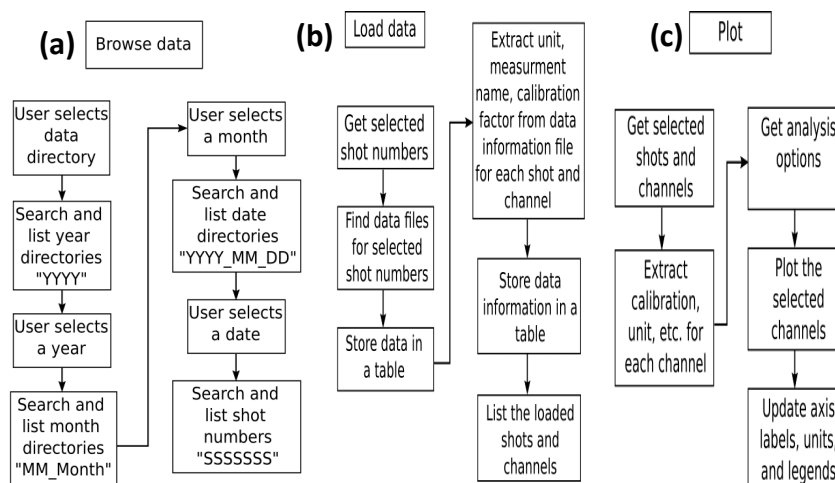 (a)
Browse data
User selects
data
directory
Search and
list year
directories
"YYYY"
User selects
a year
Search and
list month
directories
"MM_Month"
User selects
a month
Search and
list date
directories
"YYYY_MM_DD"
User selects
a date
Search and
list shot
numbers
"SSSSSSS"
(b)
Load data
Get selected
shot numbers
Find data files
for selected
shot numbers
Store data in
a table
Extract unit,
measurment
name, calibration
factor from data
information file
for each shot and
channel
Store data
information in a
table
List the loaded
shots and
channels
(c)
Plot
Get selected
shots and
channels
Extract
calibration,
unit, etc. for
each channel
Get analysis
options
Plot the
selected
channels
Update axis
labels, units,
and legends